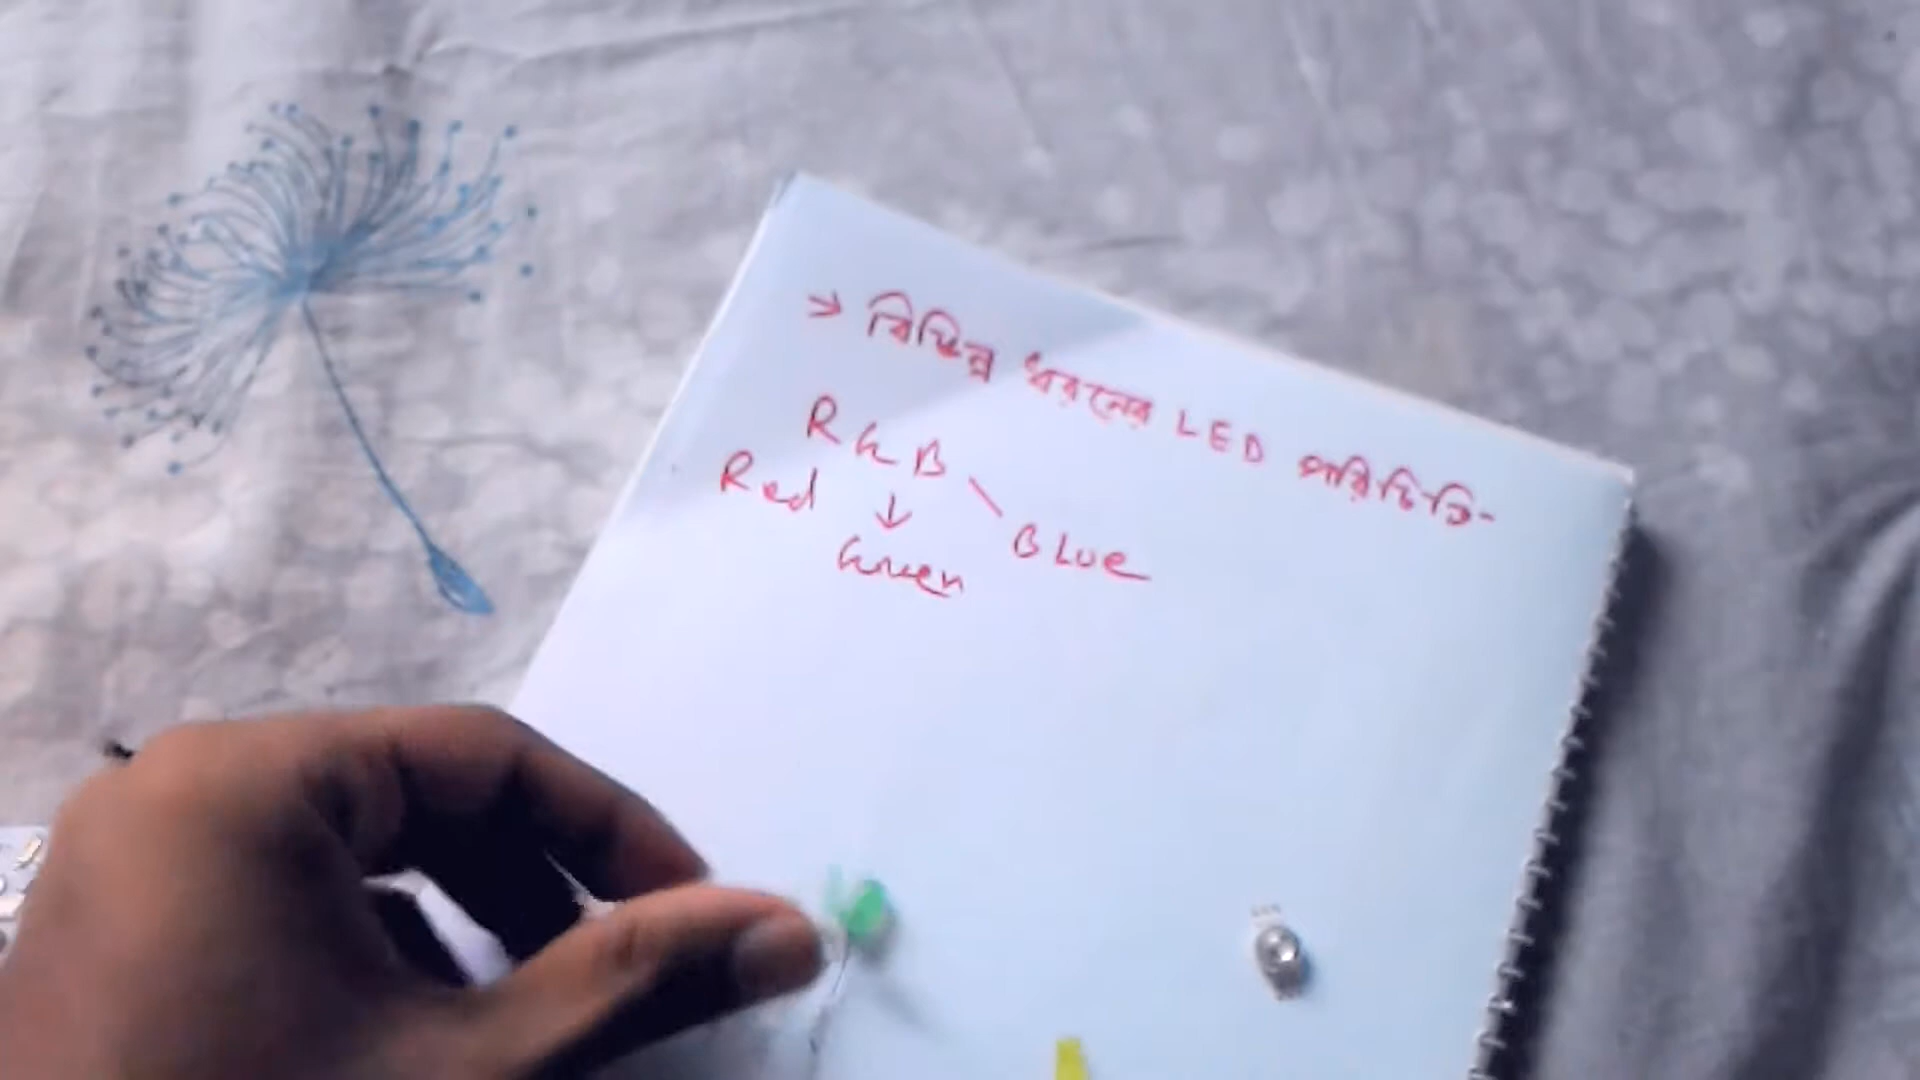 → বিভিন্ন ধরনের LED পরিচিতি-
RGB
Red ↓ \ Blue
Green